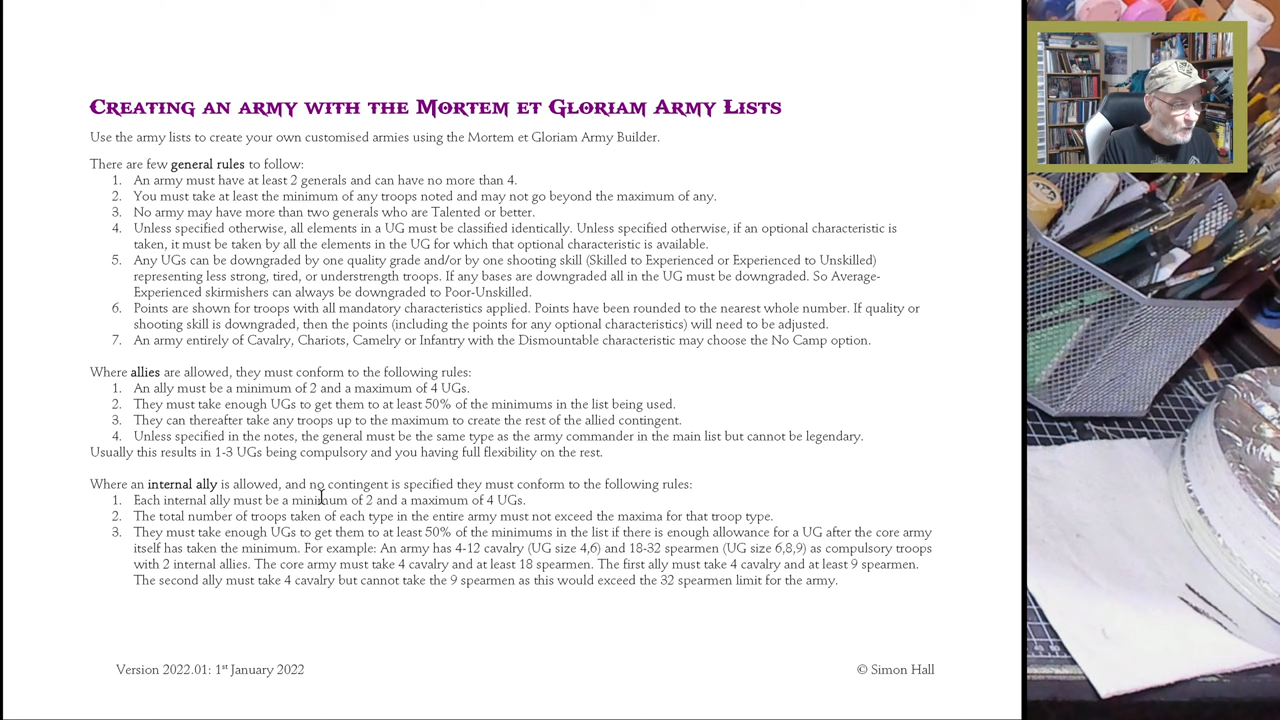 Creating an army with the Mortem et Gloriam Army Lists
Use the army lists to create your own customised armies using the Mortem et Gloriam Army Builder.
There are few general rules to follow:
1. An army must have at least 2 generals and can have no more than 4.
2. You must take at least the minimum of any troops noted and may not go beyond the maximum of any.
3. No army may have more than two generals who are Talented or better.
4. Unless specified otherwise, all elements in a UG must be classified identically. Unless specified otherwise, if an optional characteristic is
taken, it must be taken by all the elements in the UG for which that optional characteristic is available.
5. Any UGs can be downgraded by one quality grade and/or by one shooting skill (Skilled to Experienced or Experienced to Unskilled)
representing less strong, tired, or understrength troops. If any bases are downgraded all in the UG must be downgraded. So Average-
Experienced skirmishers can always be downgraded to Poor-Unskilled.
6. Points are shown for troops with all mandatory characteristics applied. Points have been rounded to the nearest whole number. If quality or
shooting skill is downgraded, then the points (including the points for any optional characteristics) will need to be adjusted.
7. An army entirely of Cavalry, Chariots, Camelry or Infantry with the Dismountable characteristic may choose the No Camp option.
Where allies are allowed, they must conform to the following rules:
1. An ally must be a minimum of 2 and a maximum of 4 UGs.
2. They must take enough UGs to get them to at least 50% of the minimums in the list being used.
3. They can thereafter take any troops up to the maximum to create the rest of the allied contingent.
4. Unless specified in the notes, the general must be the same type as the army commander in the main list but cannot be legendary.
Usually this results in 1-3 UGs being compulsory and you having full flexibility on the rest.
Where an internal ally is allowed, and no contingent is specified they must conform to the following rules:
1. Each internal ally must be a minimum of 2 and a maximum of 4 UGs.
2. The total number of troops taken of each type in the entire army must not exceed the maxima for that troop type.
3. They must take enough UGs to get them to at least 50% of the minimums in the list if there is enough allowance for a UG after the core army
itself has taken the minimum. For example: An army has 4-12 cavalry (UG size 4,6) and 18-32 spearmen (UG size 6,8,9) as compulsory troops
with 2 internal allies. The core army must take 4 cavalry and at least 18 spearmen. The first ally must take 4 cavalry and at least 9 spearmen.
The second ally must take 4 cavalry but cannot take the 9 spearmen as this would exceed the 32 spearmen limit for the army.
Version 2022.01: 1st January 2022
© Simon Hall